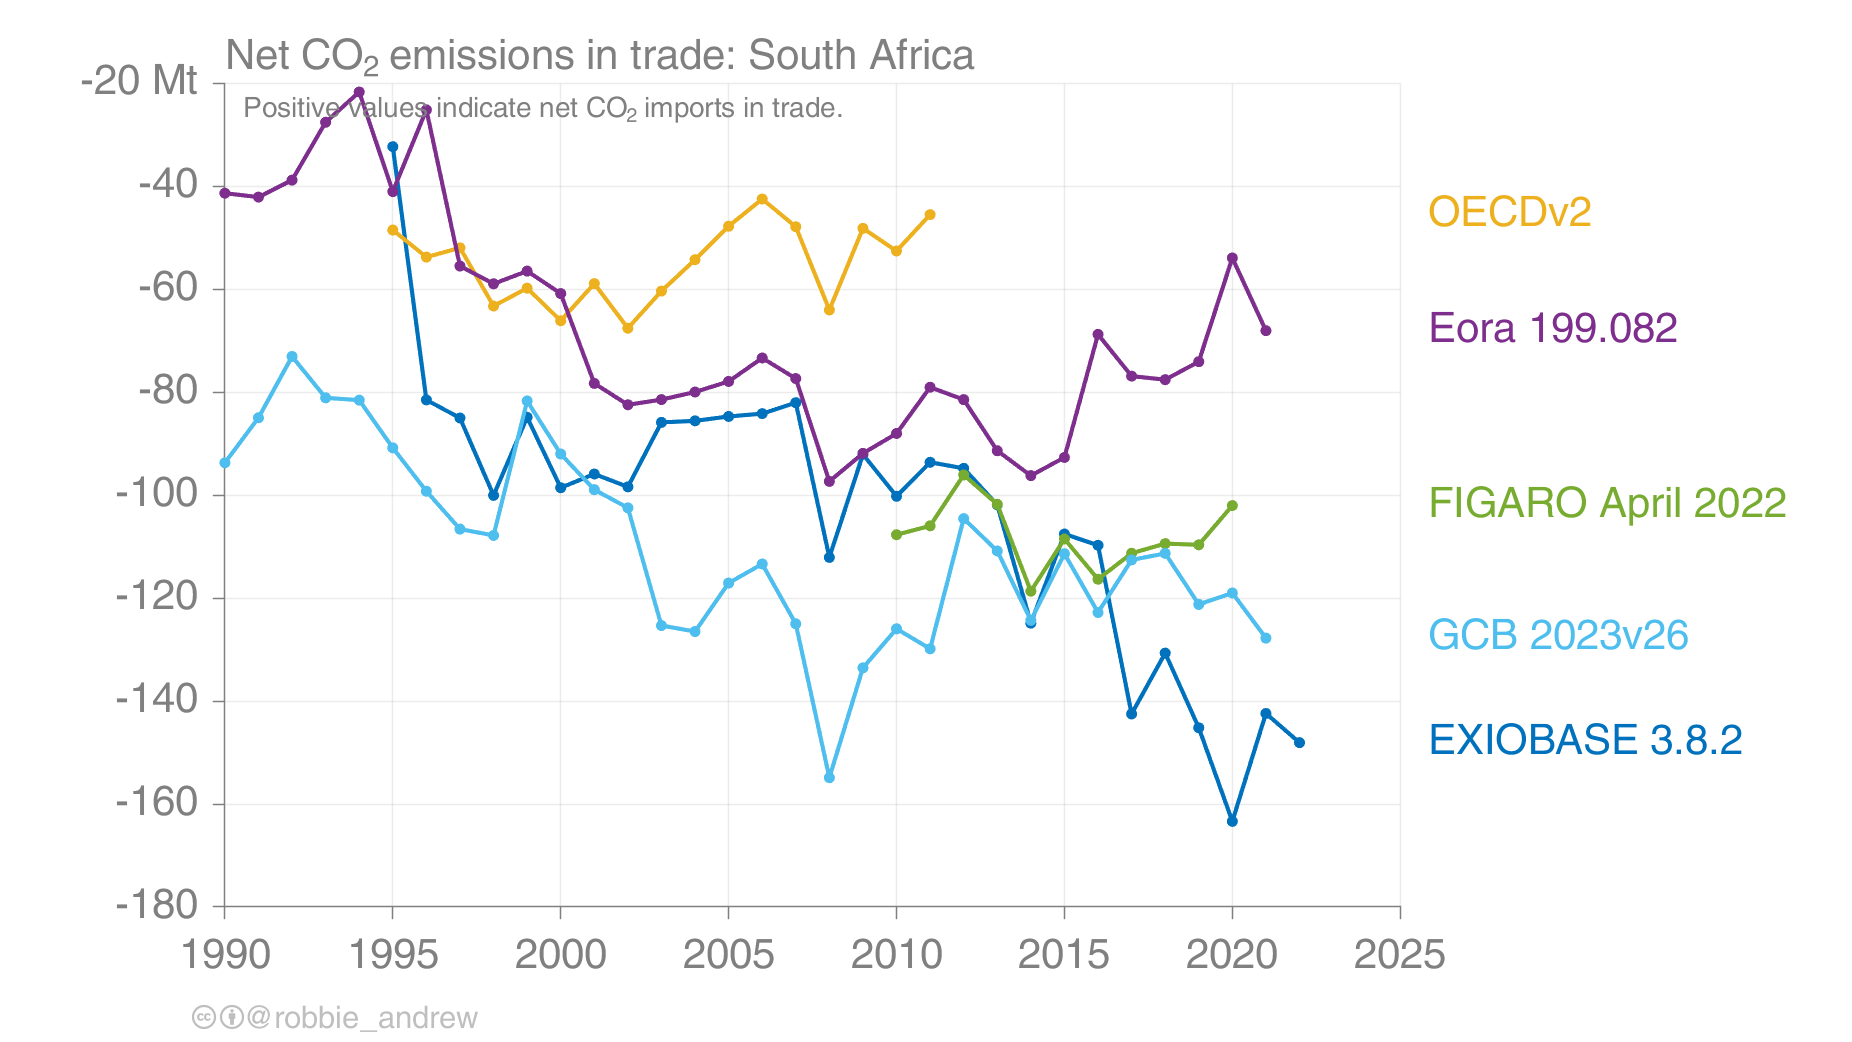 Net CO₂ emissions in trade: South Africa
-20 Mt
Positive values indicate net CO₂ imports in trade.
-40
-60
-80
-100
-120
-140
-160
-180
OECDv2
Eora 199.082
FIGARO April 2022
GCB 2023v26
EXIOBASE 3.8.2
1990 1995 2000 2005 2010 2015 2020 2025
cc @robbie_andrew